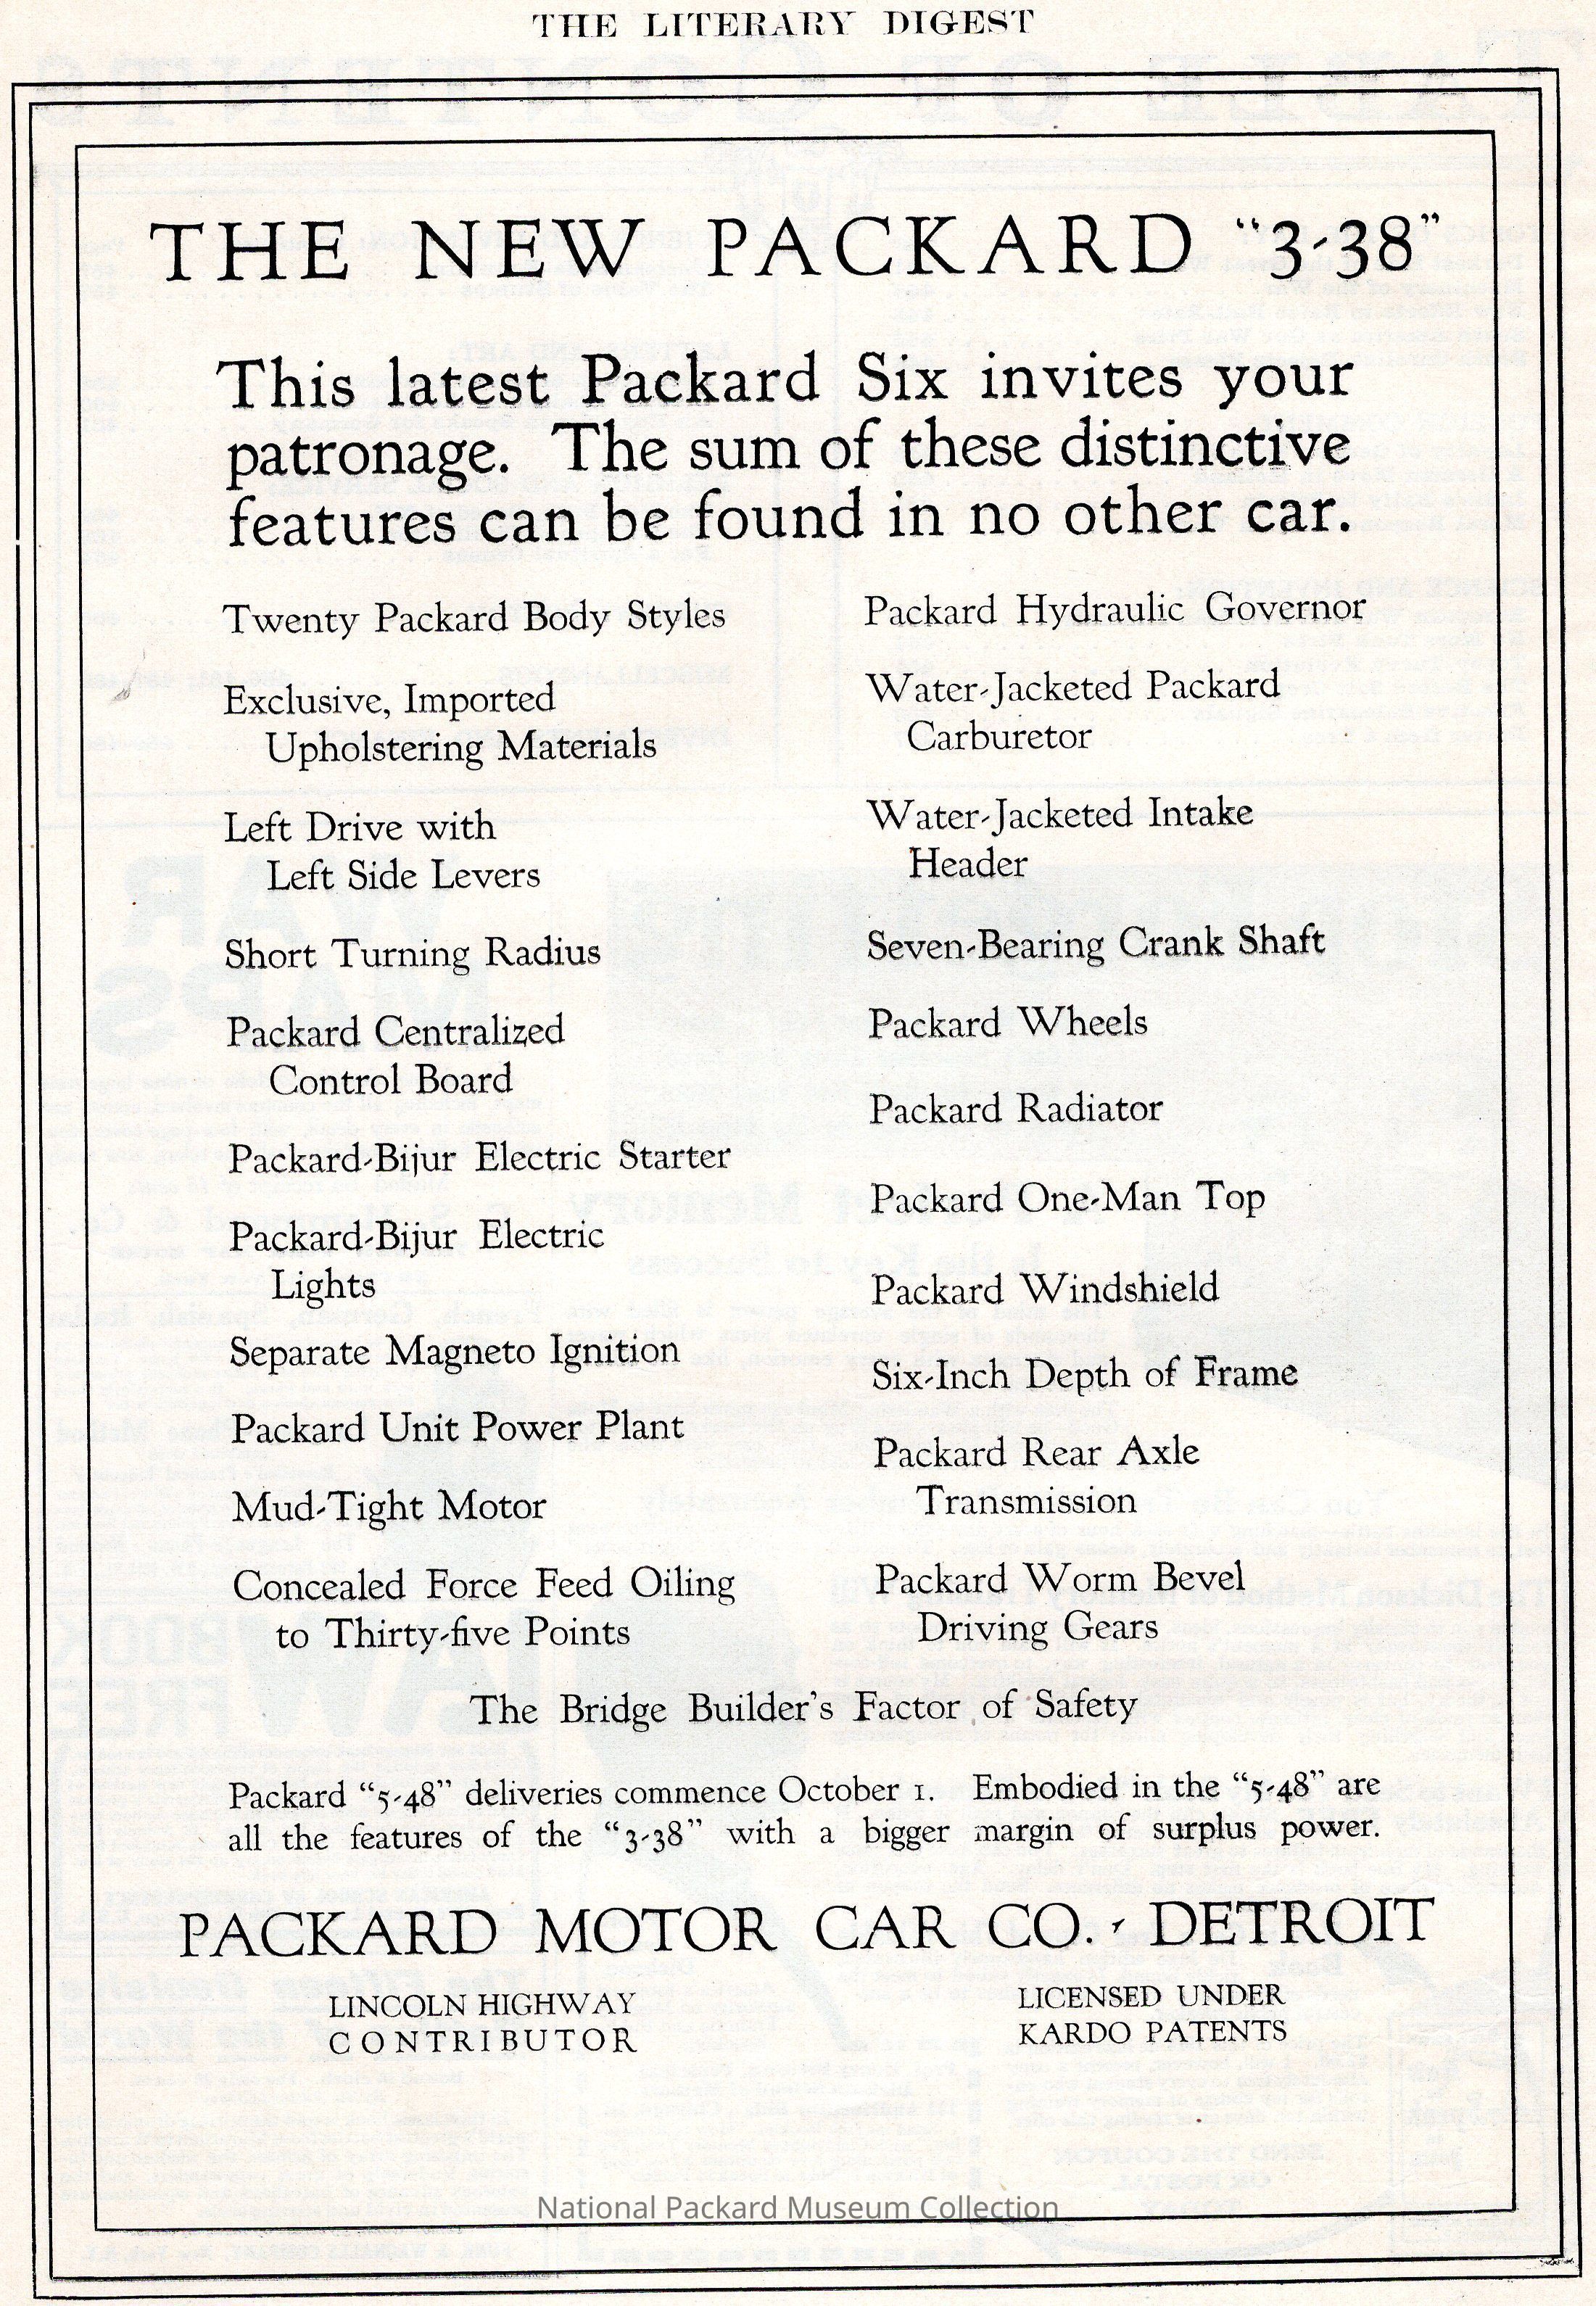 THE LITERARY DIGEST
THE NEW PACKARD “3-38”
This latest Packard Six invites your
patronage. The sum of these distinctive
features can be found in no other car.
Twenty Packard Body Styles
Exclusive, Imported
Upholstering Materials
Left Drive with
Left Side Levers
Short Turning Radius
Packard Centralized
Control Board
Packard-Bijur Electric Starter
Packard-Bijur Electric
Lights
Separate Magneto Ignition
Packard Unit Power Plant
Mud-Tight Motor
Concealed Force Feed Oiling
to Thirty-five Points
Packard Hydraulic Governor
Water-Jacketed Packard
Carburetor
Water-Jacketed Intake
Header
Seven-Bearing Crank Shaft
Packard Wheels
Packard Radiator
Packard One-Man Top
Packard Windshield
Six-Inch Depth of Frame
Packard Rear Axle
Transmission
Packard Worm Bevel
Driving Gears
The Bridge Builder’s Factor of Safety
Packard “5-48” deliveries commence October 1. Embodied in the “5-48” are
all the features of the “3-38” with a bigger margin of surplus power.
PACKARD MOTOR CAR CO. - DETROIT
LINCOLN HIGHWAY
CONTRIBUTOR
LICENSED UNDER
KARDO PATENTS
National Packard Museum Collection